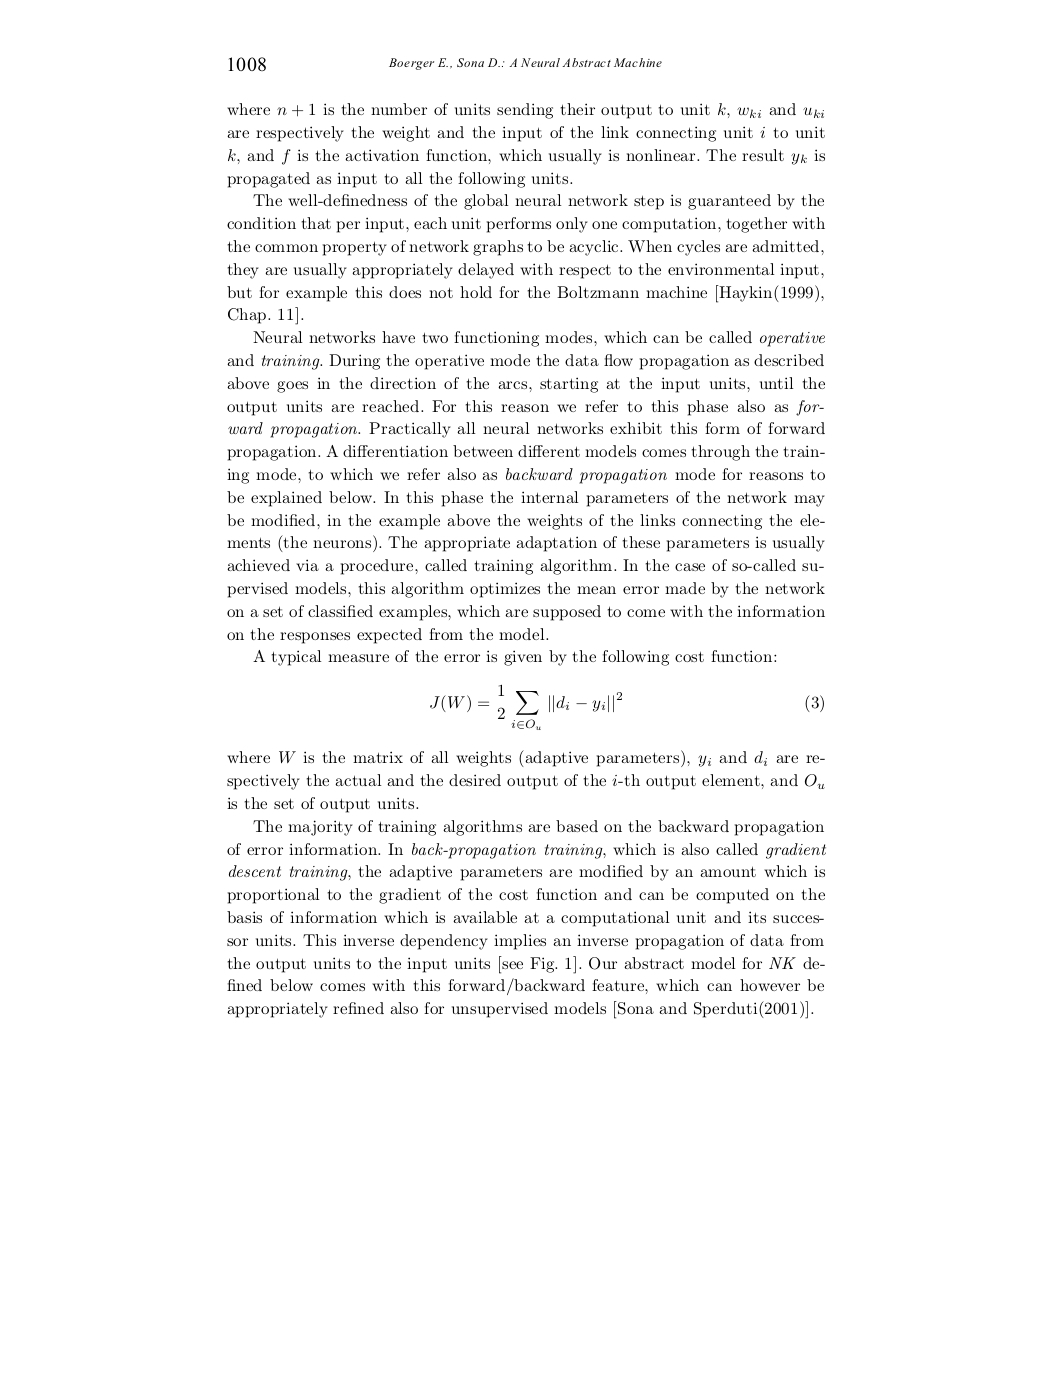 1008
Boerger E., Sona D.: A Neural Abstract Machine
where n + 1 is the number of units sending their output to unit k, w_{ki} and u_{ki}
are respectively the weight and the input of the link connecting unit i to unit
k, and f is the activation function, which usually is nonlinear. The result y_k is
propagated as input to all the following units.
The well-definedness of the global neural network step is guaranteed by the
condition that per input, each unit performs only one computation, together with
the common property of network graphs to be acyclic. When cycles are admitted,
they are usually appropriately delayed with respect to the environmental input,
but for example this does not hold for the Boltzmann machine [Haykin(1999),
Chap. 11].
Neural networks have two functioning modes, which can be called operative
and training. During the operative mode the data flow propagation as described
above goes in the direction of the arcs, starting at the input units, until the
output units are reached. For this reason we refer to this phase also as for-
ward propagation. Practically all neural networks exhibit this form of forward
propagation. A differentiation between different models comes through the train-
ing mode, to which we refer also as backward propagation mode for reasons to
be explained below. In this phase the internal parameters of the network may
be modified, in the example above the weights of the links connecting the ele-
ments (the neurons). The appropriate adaptation of these parameters is usually
achieved via a procedure, called training algorithm. In the case of so-called su-
pervised models, this algorithm optimizes the mean error made by the network
on a set of classified examples, which are supposed to come with the information
on the responses expected from the model.
A typical measure of the error is given by the following cost function:
J(W) = \frac{1}{2} \sum_{i∈O_u} ||d_i − y_i||^2 (3)
where W is the matrix of all weights (adaptive parameters), y_i and d_i are re-
spectively the actual and the desired output of the i-th output element, and O_u
is the set of output units.
The majority of training algorithms are based on the backward propagation
of error information. In back-propagation training, which is also called gradient
descent training, the adaptive parameters are modified by an amount which is
proportional to the gradient of the cost function and can be computed on the
basis of information which is available at a computational unit and its succes-
sor units. This inverse dependency implies an inverse propagation of data from
the output units to the input units [see Fig. 1]. Our abstract model for NK de-
fined below comes with this forward/backward feature, which can however be
appropriately refined also for unsupervised models [Sona and Sperduti(2001)].